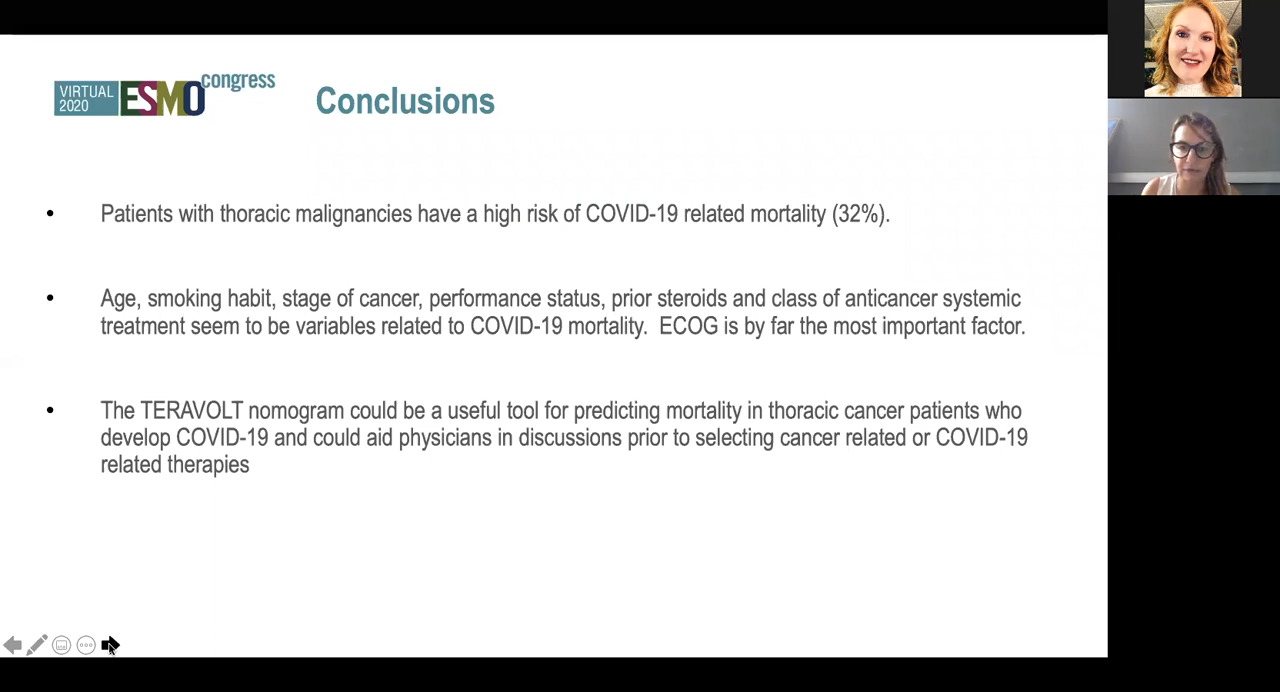 VIRTUAL
2020
ESMO
congress
Conclusions
• Patients with thoracic malignancies have a high risk of COVID-19 related mortality (32%).
• Age, smoking habit, stage of cancer, performance status, prior steroids and class of anticancer systemic
treatment seem to be variables related to COVID-19 mortality.  ECOG is by far the most important factor.
• The TERAVOLT nomogram could be a useful tool for predicting mortality in thoracic cancer patients who
develop COVID-19 and could aid physicians in discussions prior to selecting cancer related or COVID-19
related therapies